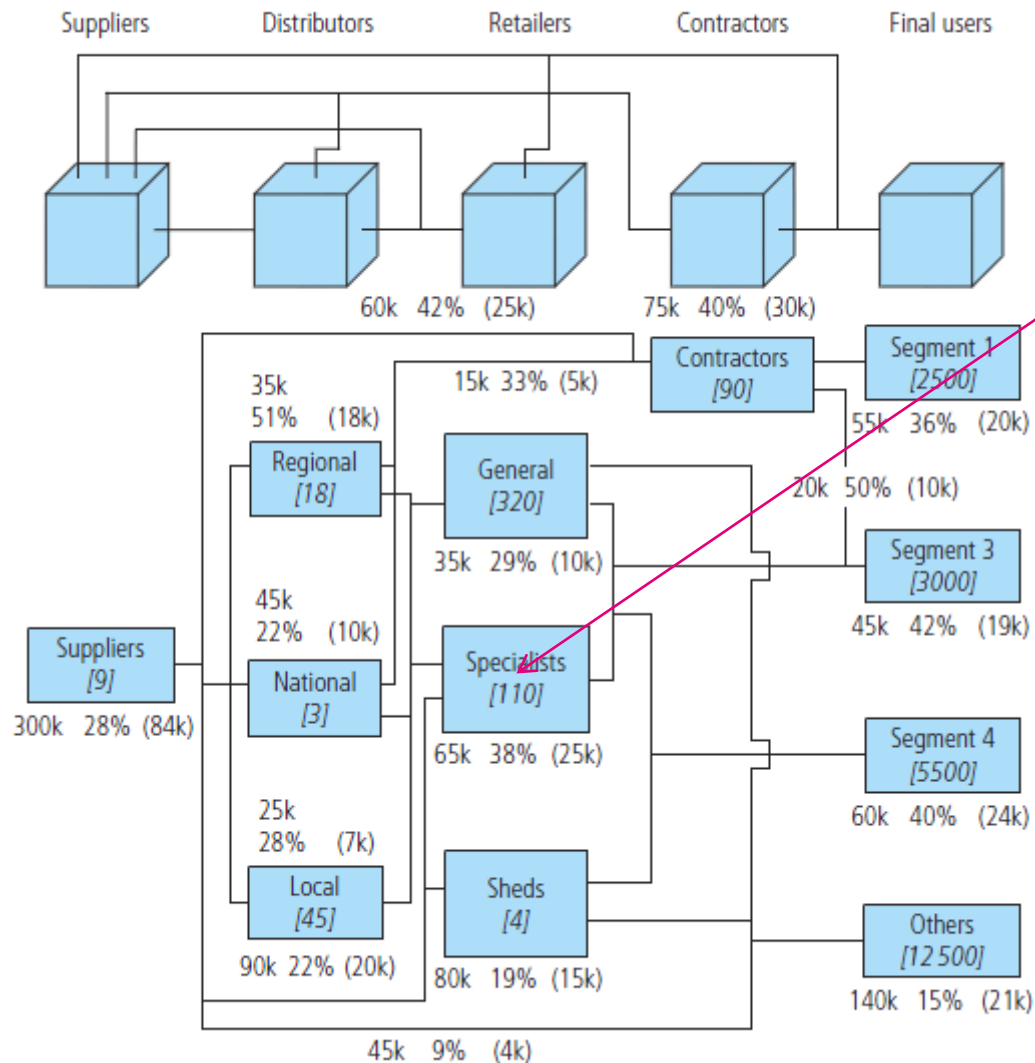 Suppliers Distributors Retailers Contractors Final users
60k 42% (25k) 75k 40% (30k)
Contractors
[90]
Segment 1
[2500]
15k 33% (5k)
55k 36% (20k)
35k
51% (18k)
Regional
[18]
General
[320]
20k 50% (10k)
35k 29% (10k)
Segment 3
[3000]
45k 42% (19k)
45k
22% (10k)
Suppliers
[9]
300k 28% (84k)
National
[3]
Specialists
[110]
65k 38% (25k)
Segment 4
[5500]
60k 40% (24k)
25k
28% (7k)
Local
[45]
90k 22% (20k)
Sheds
[4]
80k 19% (15k)
Others
[12 500]
140k 15% (21k)
45k 9% (4k)